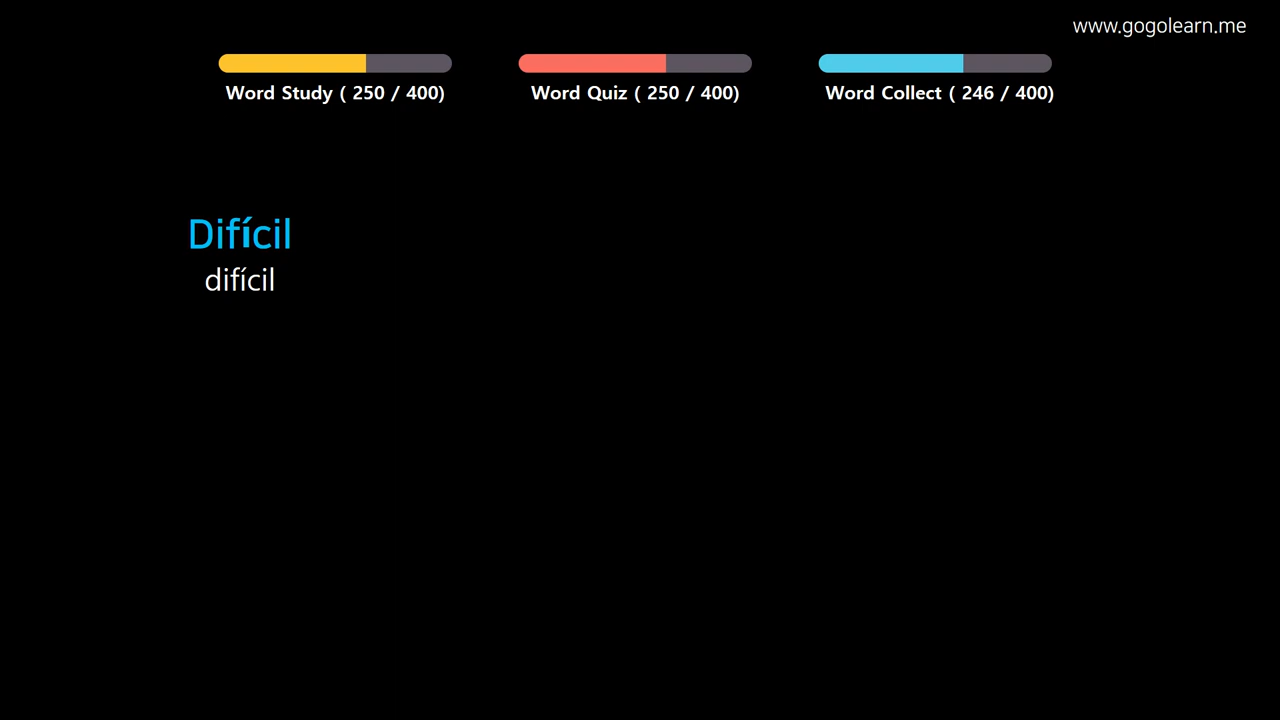 www.gogolearn.me
Word Study ( 250 / 400)
Word Quiz ( 250 / 400)
Word Collect ( 246 / 400)
Difícil
difícil